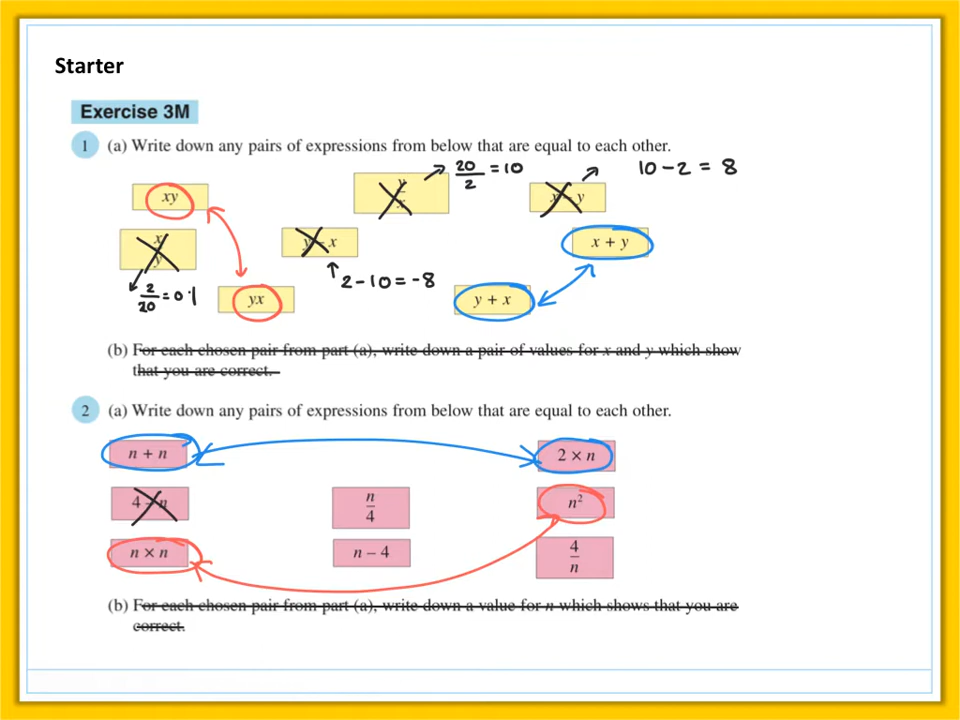 Starter
Exercise 3M
1 (a) Write down any pairs of expressions from below that are equal to each other.
20/2 = 10
10 - 2 = 8
xy
y/x
x - y
x/y
y - x
x + y
2/20 = 0.1
yx
2 - 10 = -8
y + x
(b) For each chosen pair from part (a), write down a pair of values for x and y which show
that you are correct.
2 (a) Write down any pairs of expressions from below that are equal to each other.
n + n
2 × n
4 - n
n/4
n²
n × n
n – 4
4/n
(b) For each chosen pair from part (a), write down a value for n which shows that you are
correct.